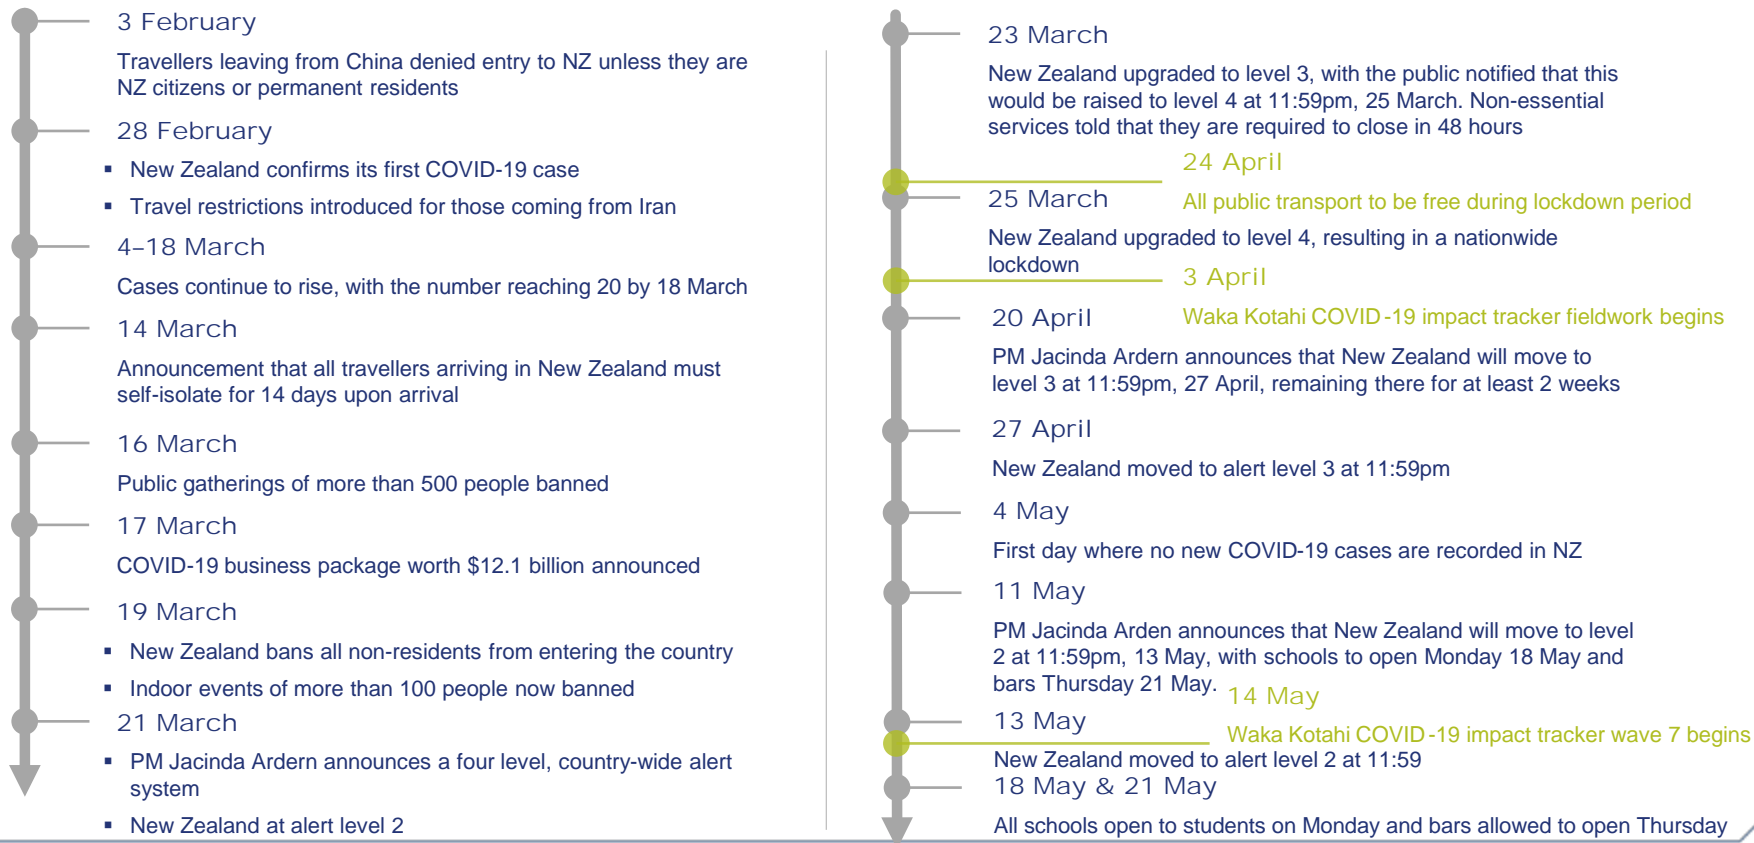 3 February
Travellers leaving from China denied entry to NZ unless they are
NZ citizens or permanent residents
28 February
▪ New Zealand confirms its first COVID-19 case
▪ Travel restrictions introduced for those coming from Iran
4–18 March
Cases continue to rise, with the number reaching 20 by 18 March
14 March
Announcement that all travellers arriving in New Zealand must
self-isolate for 14 days upon arrival
16 March
Public gatherings of more than 500 people banned
17 March
COVID-19 business package worth $12.1 billion announced
19 March
▪ New Zealand bans all non-residents from entering the country
▪ Indoor events of more than 100 people now banned
21 March
▪ PM Jacinda Ardern announces a four level, country-wide alert
system
▪ New Zealand at alert level 2
23 March
New Zealand upgraded to level 3, with the public notified that this
would be raised to level 4 at 11:59pm, 25 March. Non-essential
services told that they are required to close in 48 hours
24 April
All public transport to be free during lockdown period
25 March
New Zealand upgraded to level 4, resulting in a nationwide
lockdown
3 April
Waka Kotahi COVID-19 impact tracker fieldwork begins
20 April
PM Jacinda Ardern announces that New Zealand will move to
level 3 at 11:59pm, 27 April, remaining there for at least 2 weeks
27 April
New Zealand moved to alert level 3 at 11:59pm
4 May
First day where no new COVID-19 cases are recorded in NZ
11 May
PM Jacinda Arden announces that New Zealand will move to level
2 at 11:59pm, 13 May, with schools to open Monday 18 May and
bars Thursday 21 May.
14 May
Waka Kotahi COVID-19 impact tracker wave 7 begins
13 May
New Zealand moved to alert level 2 at 11:59
18 May & 21 May
All schools open to students on Monday and bars allowed to open Thursday